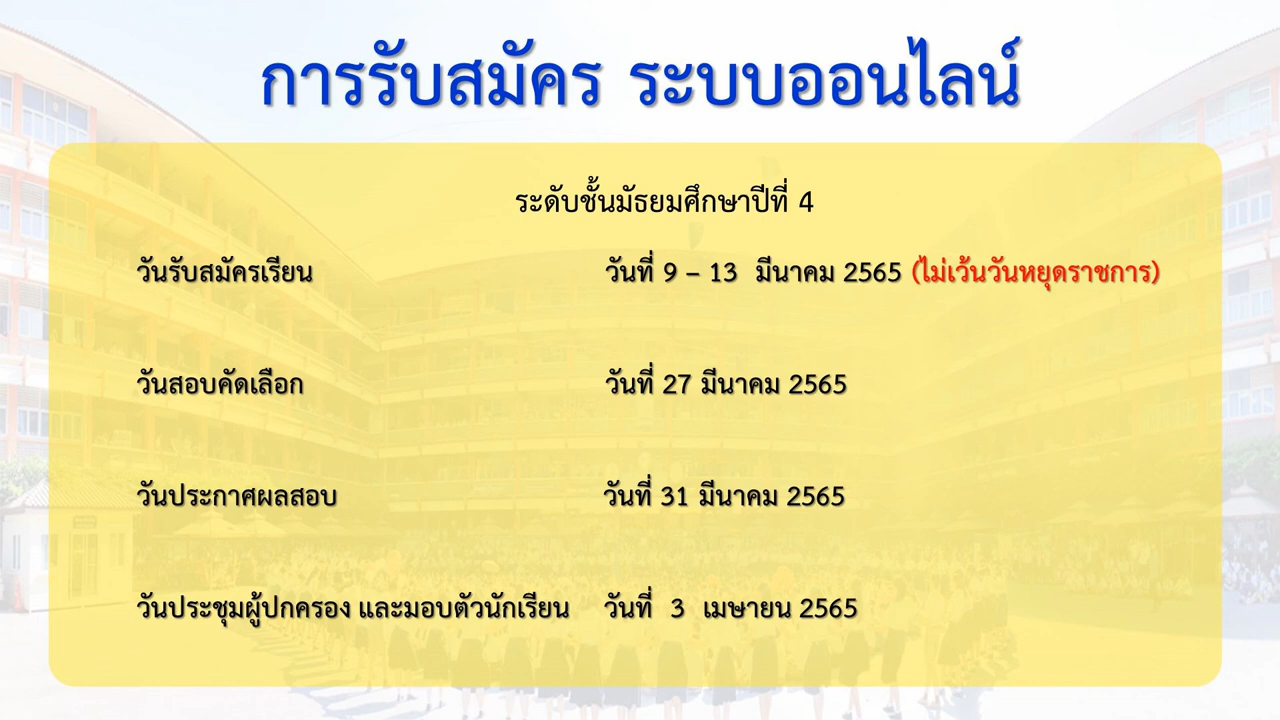 การรับสมัคร ระบบออนไลน์
ระดับชั้นมัธยมศึกษาปีที่ 4
วันรับสมัครเรียน วันที่ 9 – 13 มีนาคม 2565 (ไม่เว้นวันหยุดราชการ)
วันสอบคัดเลือก วันที่ 27 มีนาคม 2565
วันประกาศผลสอบ วันที่ 31 มีนาคม 2565
วันประชุมผู้ปกครอง และมอบตัวนักเรียน วันที่ 3 เมษายน 2565